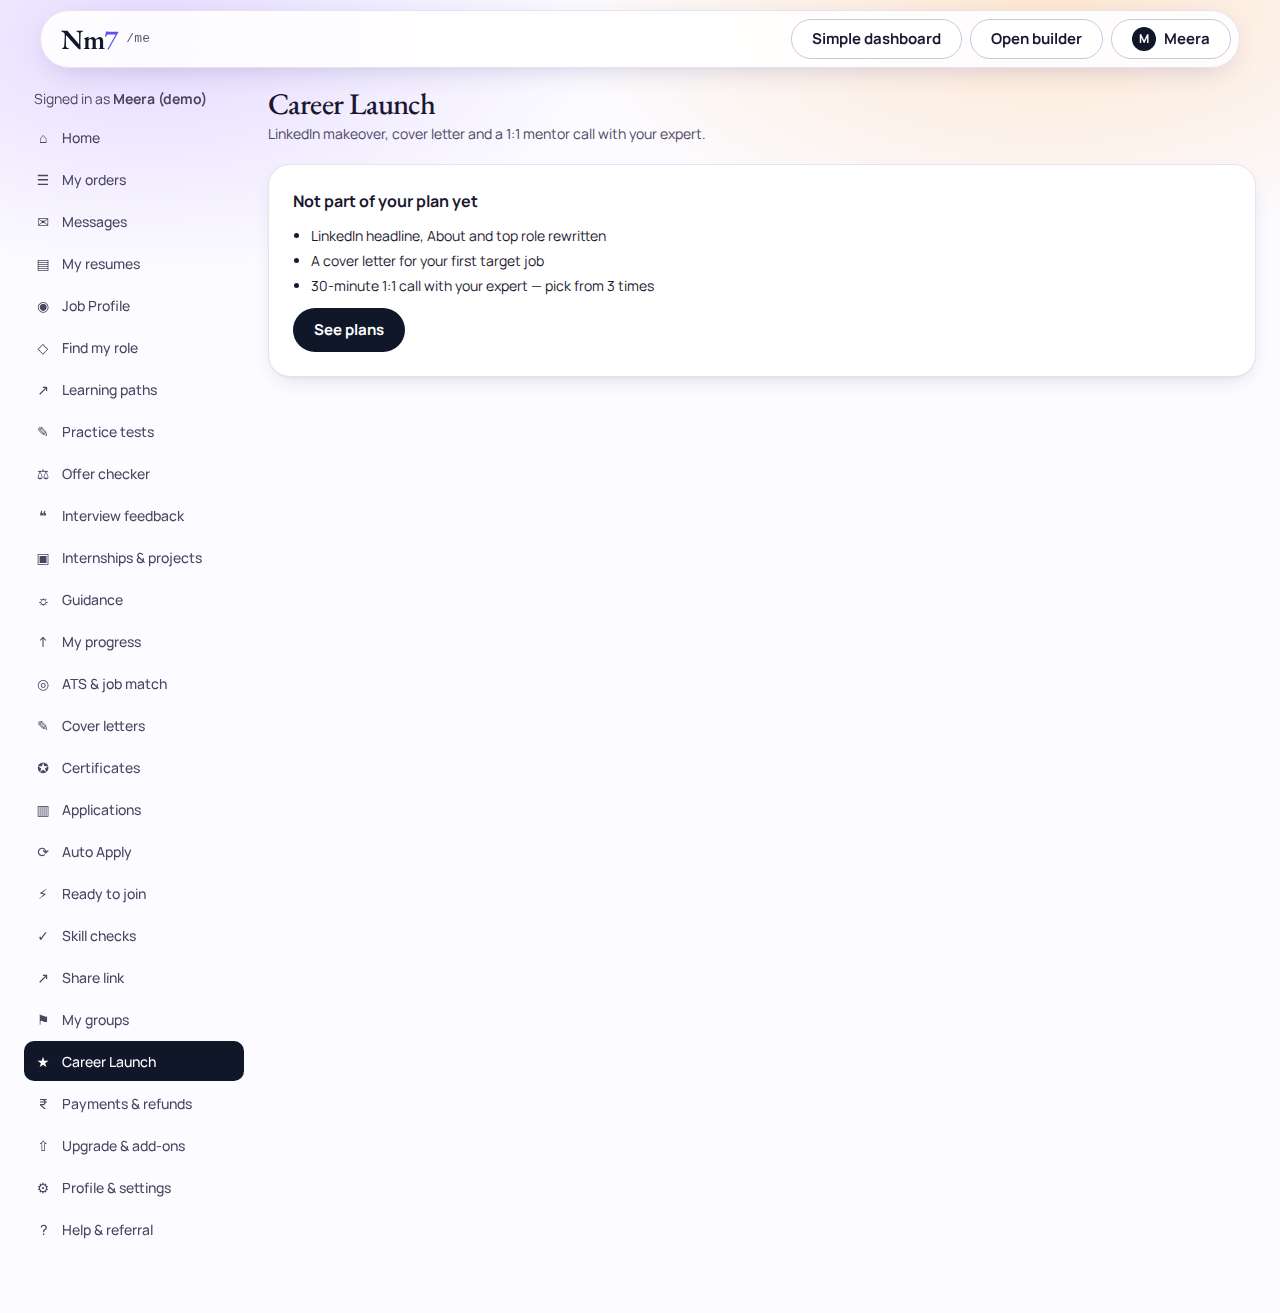 Nm7 /me
Simple dashboard
Open builder
M Meera
Signed in as Meera (demo)
⌂ Home
☰ My orders
✉ Messages
▤ My resumes
◉ Job Profile
◇ Find my role
↗ Learning paths
✎ Practice tests
⚖ Offer checker
❝ Interview feedback
▣ Internships & projects
☼ Guidance
↑ My progress
◎ ATS & job match
✎ Cover letters
✪ Certificates
▥ Applications
⟳ Auto Apply
⚡ Ready to join
✓ Skill checks
↗ Share link
⚑ My groups
★ Career Launch
₹ Payments & refunds
⇧ Upgrade & add-ons
⚙ Profile & settings
? Help & referral
Career Launch
LinkedIn makeover, cover letter and a 1:1 mentor call with your expert.
Not part of your plan yet
• LinkedIn headline, About and top role rewritten
• A cover letter for your first target job
• 30-minute 1:1 call with your expert — pick from 3 times
See plans